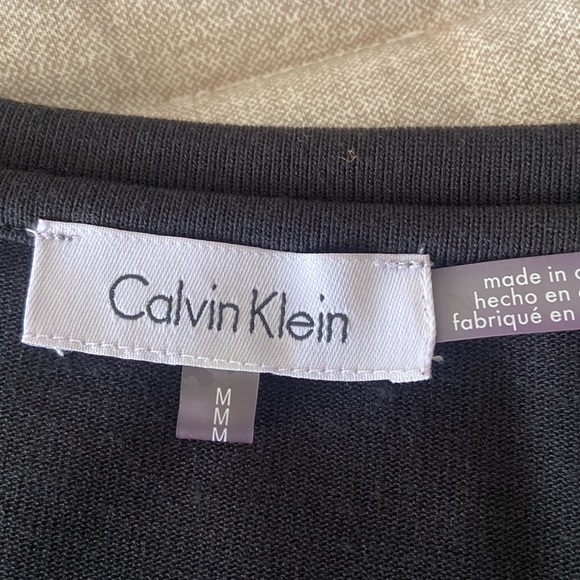 Calvin Klein
made in
hecho en
fabriqué en
M
M
M